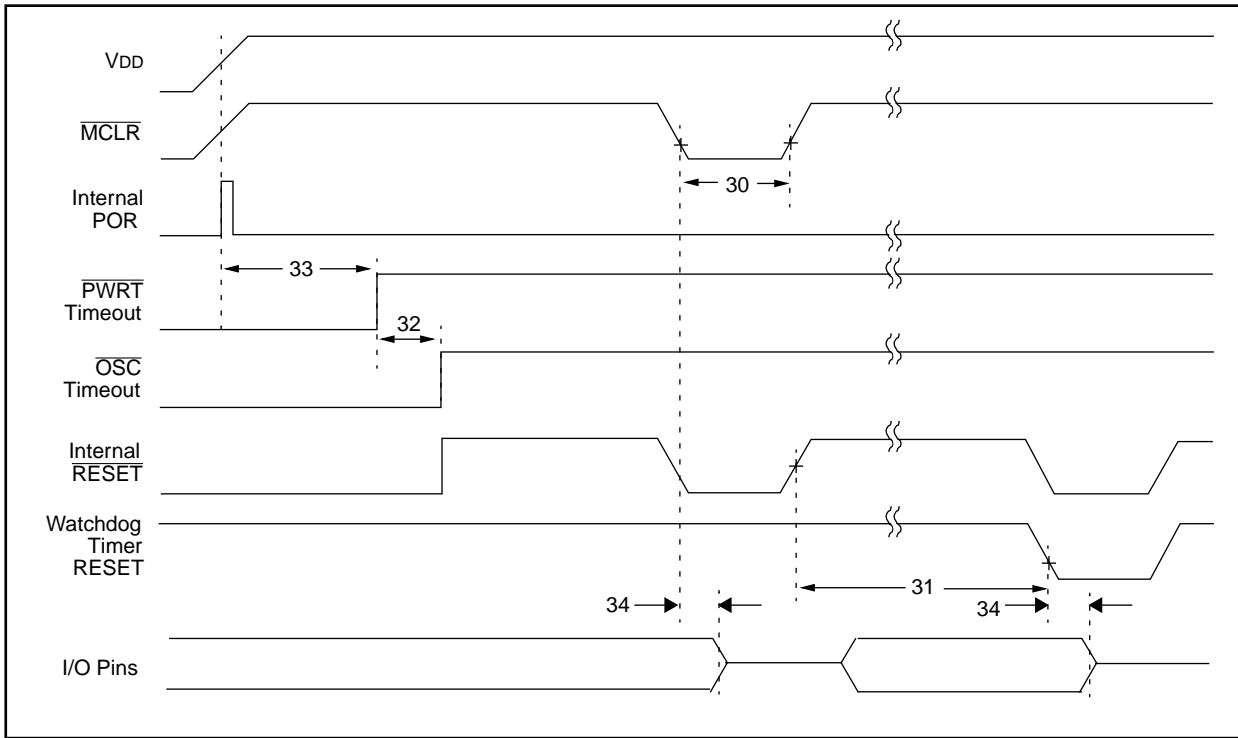 VDD
MCLR
30
Internal
POR
33
PWRT
Timeout
32
OSC
Timeout
Internal
RESET
Watchdog
Timer
RESET
31
34
34
I/O Pins